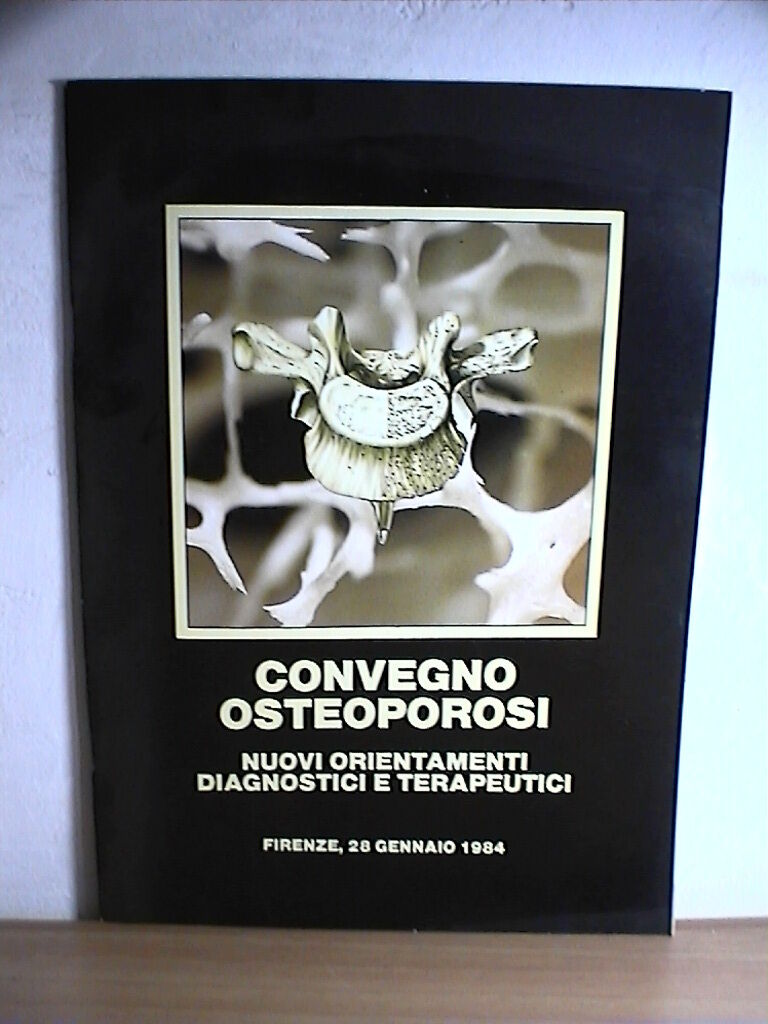 CONVEGNO
OSTEOPOROSI
NUOVI ORIENTAMENTI
DIAGNOSTICI E TERAPEUTICI
FIRENZE, 28 GENNAIO 1984